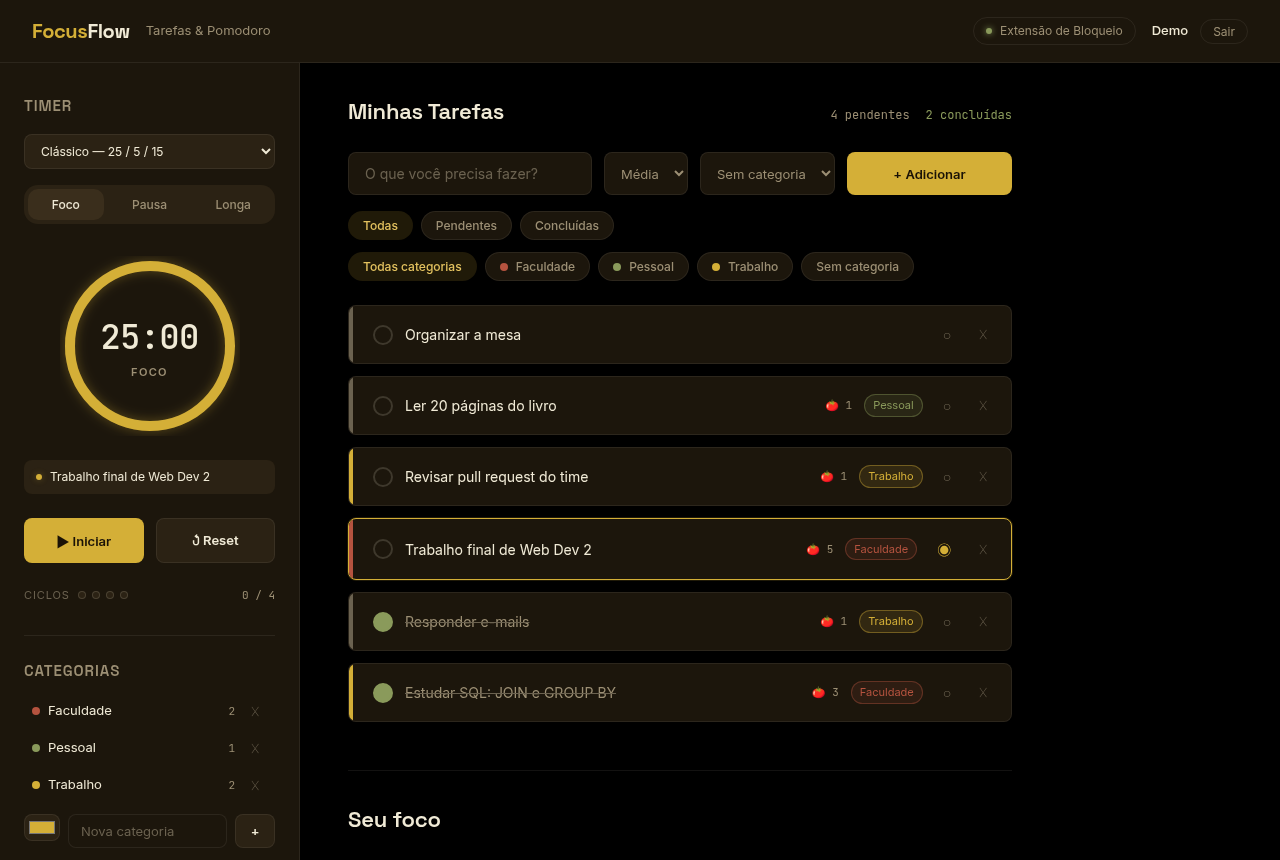 FocusFlow Tarefas & Pomodoro Extensão de Bloqueio Demo Sair
TIMER
Clássico — 25 / 5 / 15
Foco Pausa Longa
25:00
FOCO
Trabalho final de Web Dev 2
▶ Iniciar ↺ Reset
CICLOS 0 / 4
CATEGORIAS
Faculdade 2 X
Pessoal 1 X
Trabalho 2 X
Nova categoria +
Minhas Tarefas 4 pendentes 2 concluídas
O que você precisa fazer? Média Sem categoria + Adicionar
Todas Pendentes Concluídas
Todas categorias Faculdade Pessoal Trabalho Sem categoria
Organizar a mesa ○ X
Ler 20 páginas do livro 🍅 1 Pessoal ○ X
Revisar pull request do time 🍅 1 Trabalho ○ X
Trabalho final de Web Dev 2 🍅 5 Faculdade ◉ X
Responder e-mails 🍅 1 Trabalho ○ X
Estudar SQL: JOIN e GROUP BY 🍅 3 Faculdade ○ X
Seu foco